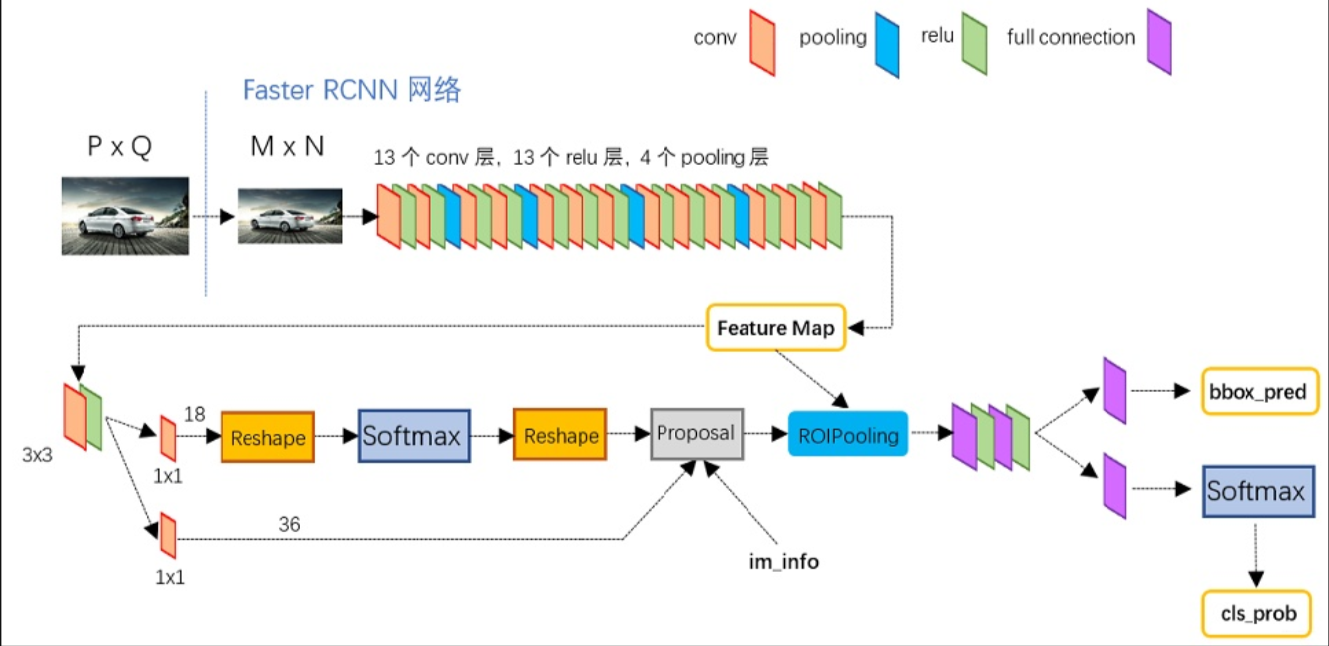 conv
pooling
relu
full connection
Faster RCNN 网络
P x Q
M x N
13 个 conv 层, 13 个 relu 层, 4 个 pooling 层
Feature Map
3x3
18
1x1
Reshape
Softmax
Reshape
Proposal
ROIPooling
bbox_pred
36
1x1
im_info
Softmax
cls_prob